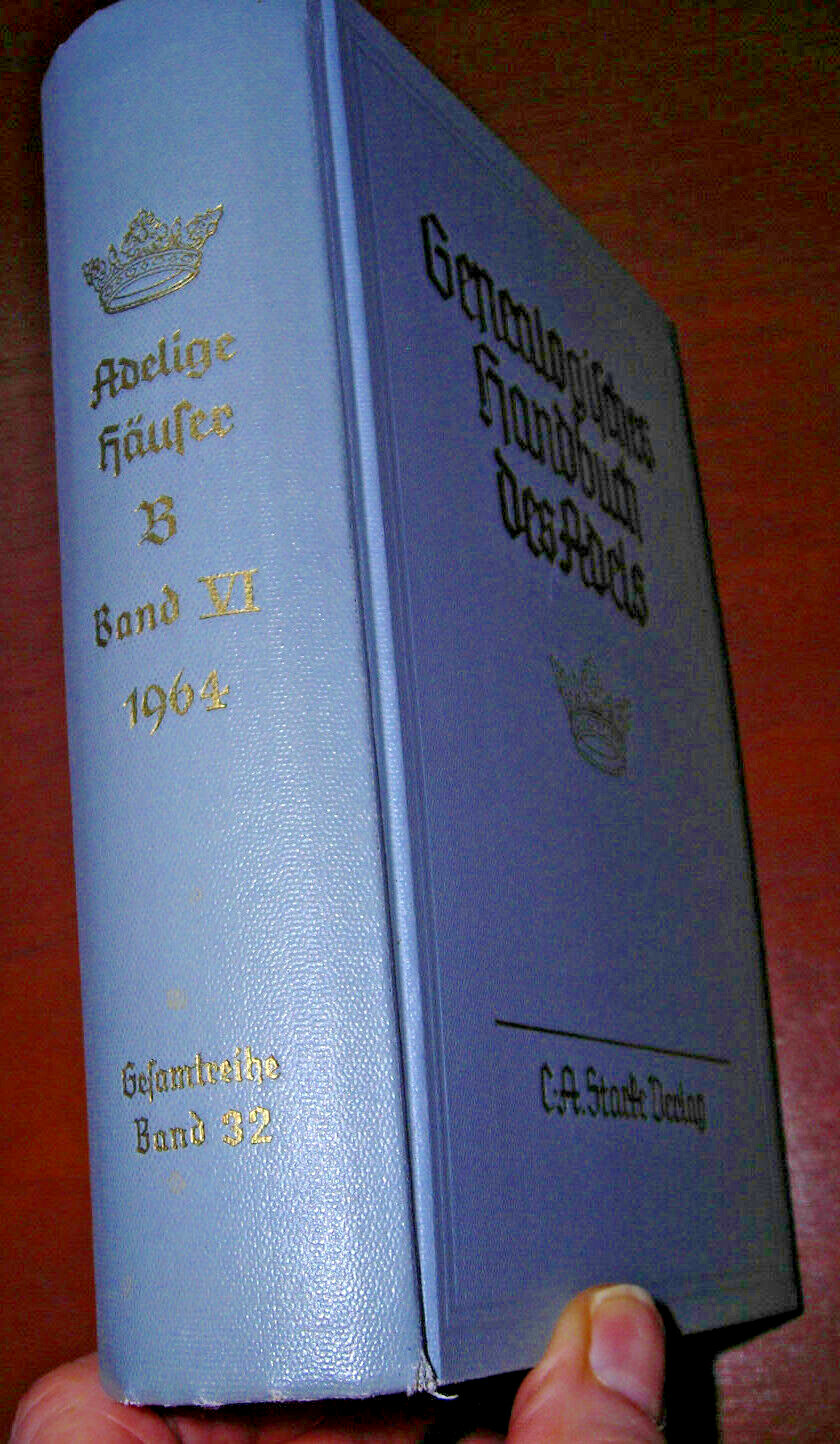 Adelige
Häuſer
B
Band VI
1964
Geſamtreihe
Band 32
Genealogiſches
Handbuch
des Adels
C. A. Starke Verlag